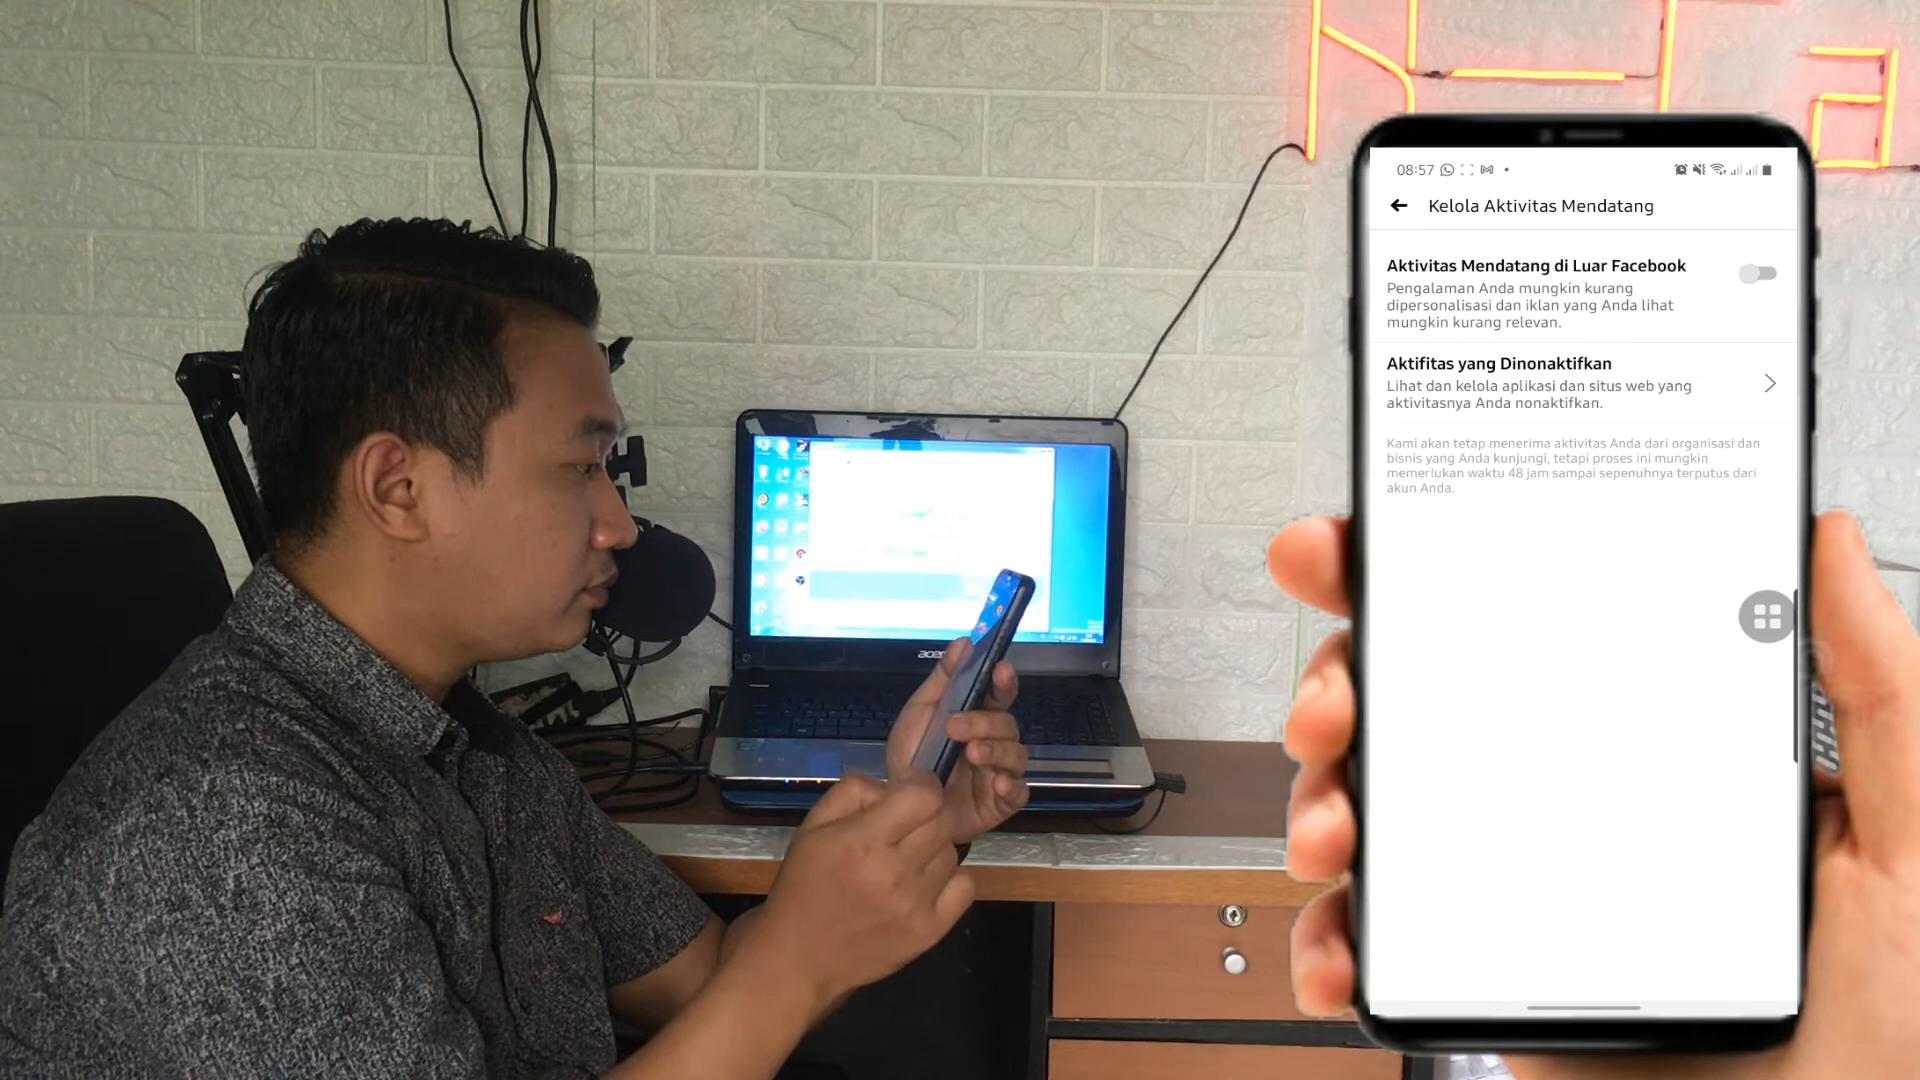 08:57
Kelola Aktivitas Mendatang
Aktivitas Mendatang di Luar Facebook
Pengalaman Anda mungkin kurang
dipersonalisasi dan iklan yang Anda lihat
mungkin kurang relevan.
Aktifitas yang Dinonaktifkan
Lihat dan kelola aplikasi dan situs web yang
aktivitasnya Anda nonaktifkan.
Kami akan tetap menerima aktivitas Anda dari organisasi dan
bisnis yang Anda kunjungi, tetapi proses ini mungkin
memerlukan waktu 48 jam sampai sepenuhnya terputus dari
akun Anda.
acer